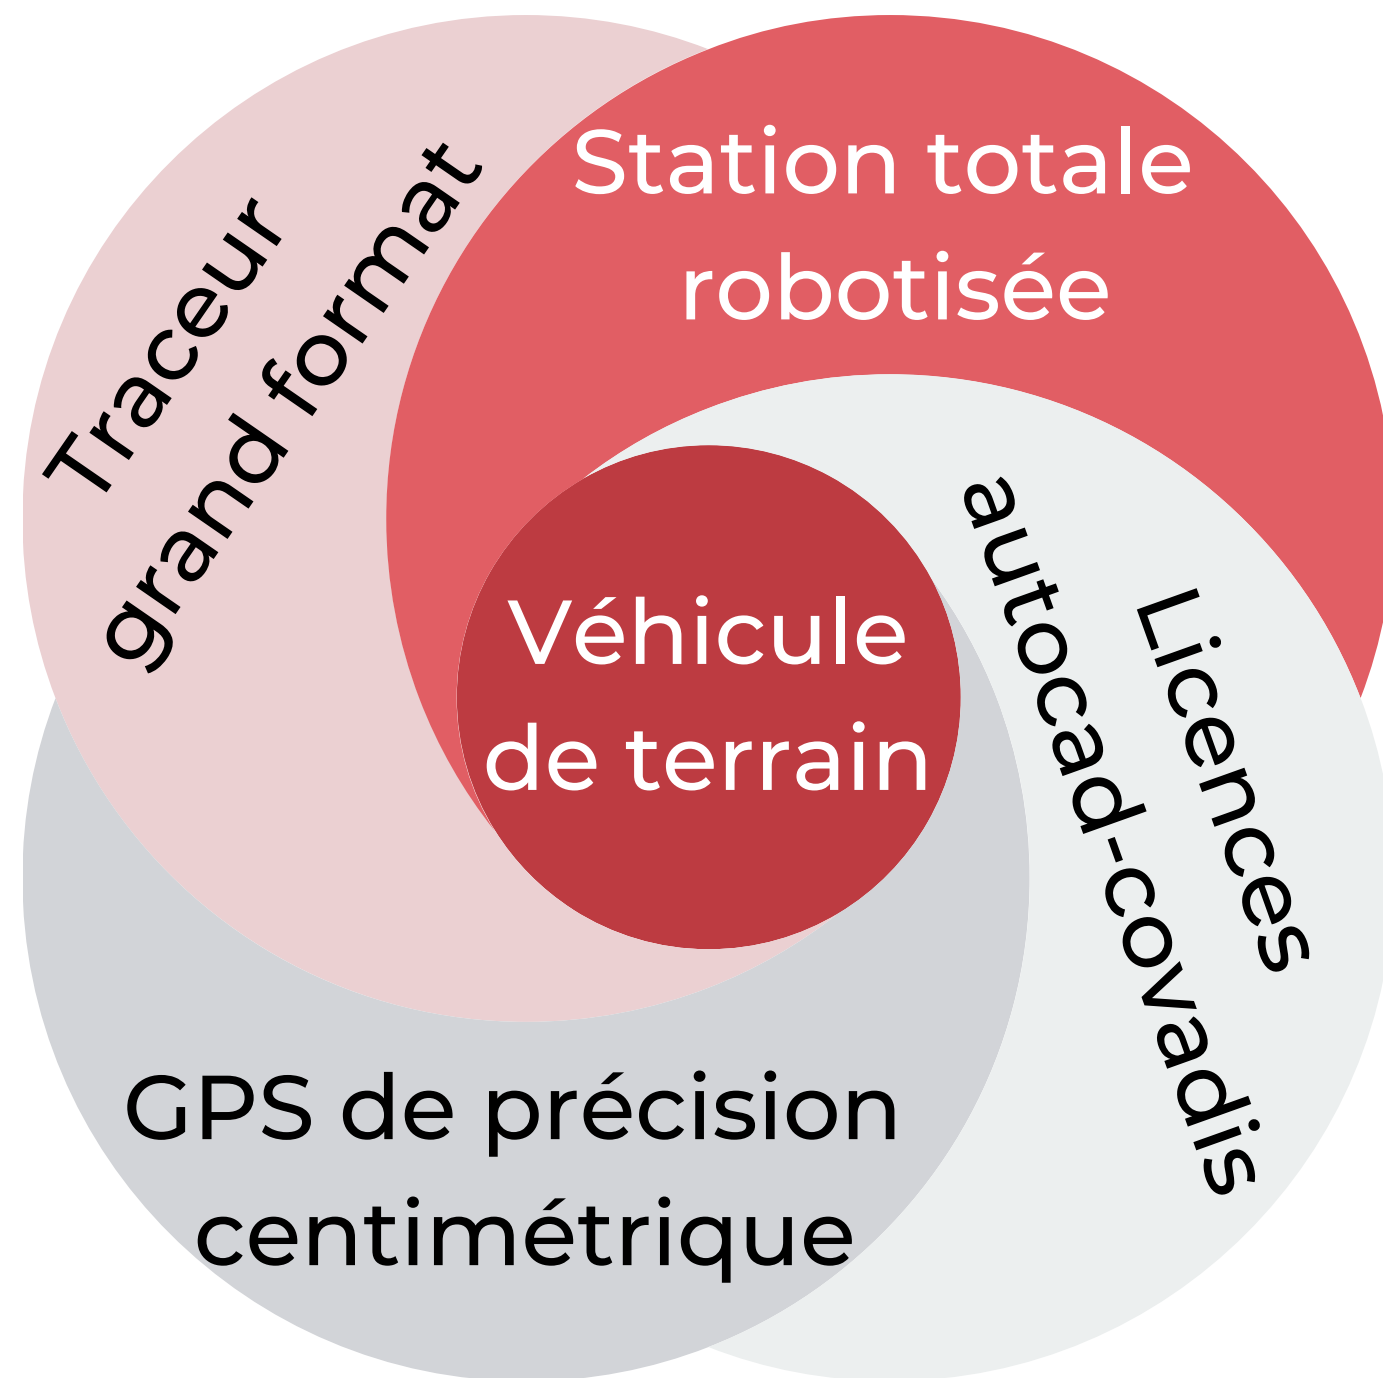 Traceur
grand format
Station totale
robotisée
Véhicule
de terrain
Licences
autocad-covadis
GPS de précision
centimétrique